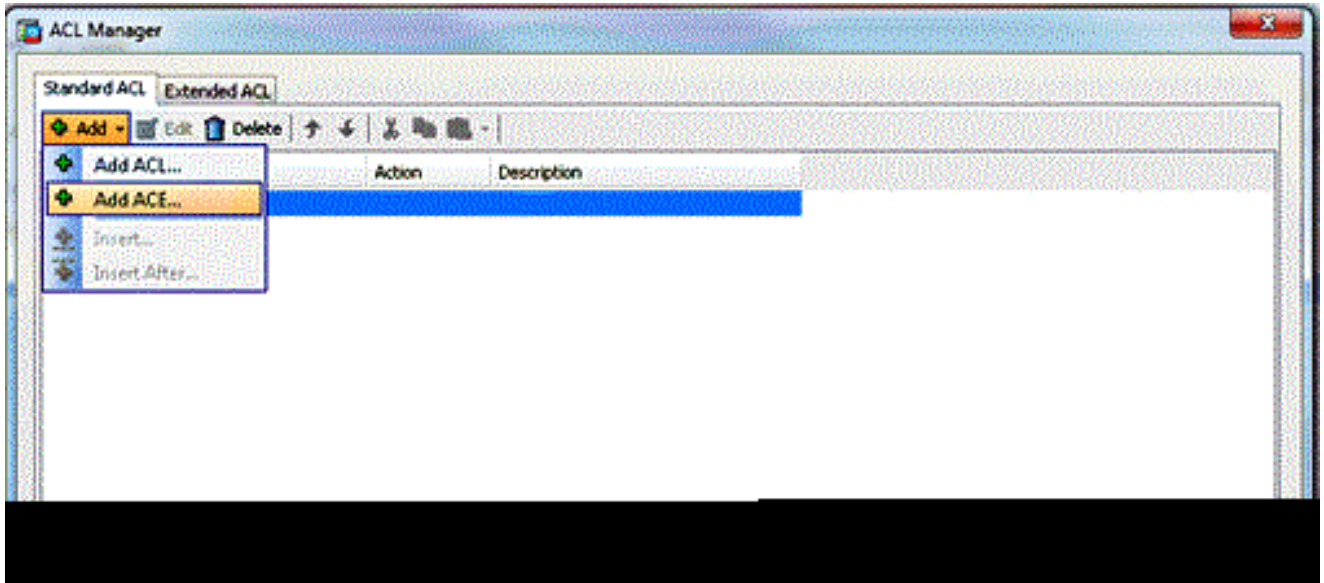 ACL Manager
Standard ACL Extended ACL
Add Edit Delete
Add ACL... Action Description
Add ACE...
Insert...
Insert After...